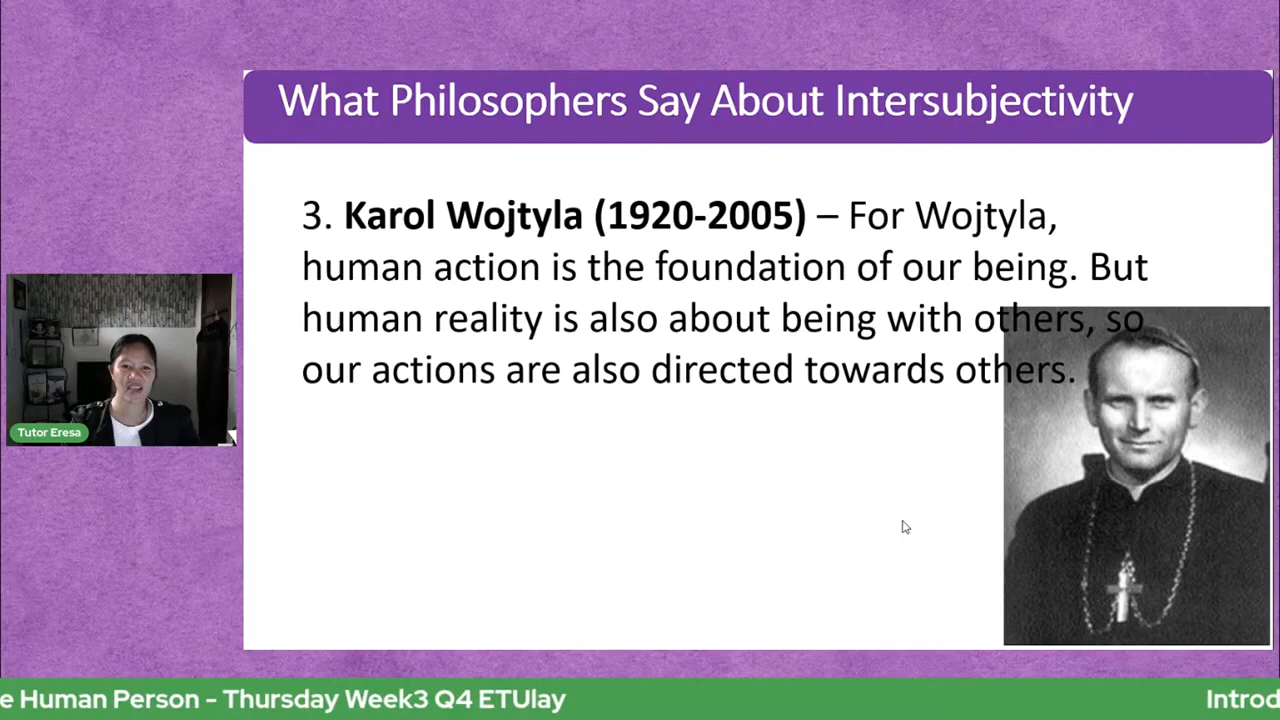 What Philosophers Say About Intersubjectivity
3. Karol Wojtyla (1920-2005) – For Wojtyla,
human action is the foundation of our being. But
human reality is also about being with others, so
our actions are also directed towards others.
Tutor Eresa
e Human Person - Thursday Week3 Q4 ETUlay
Introd